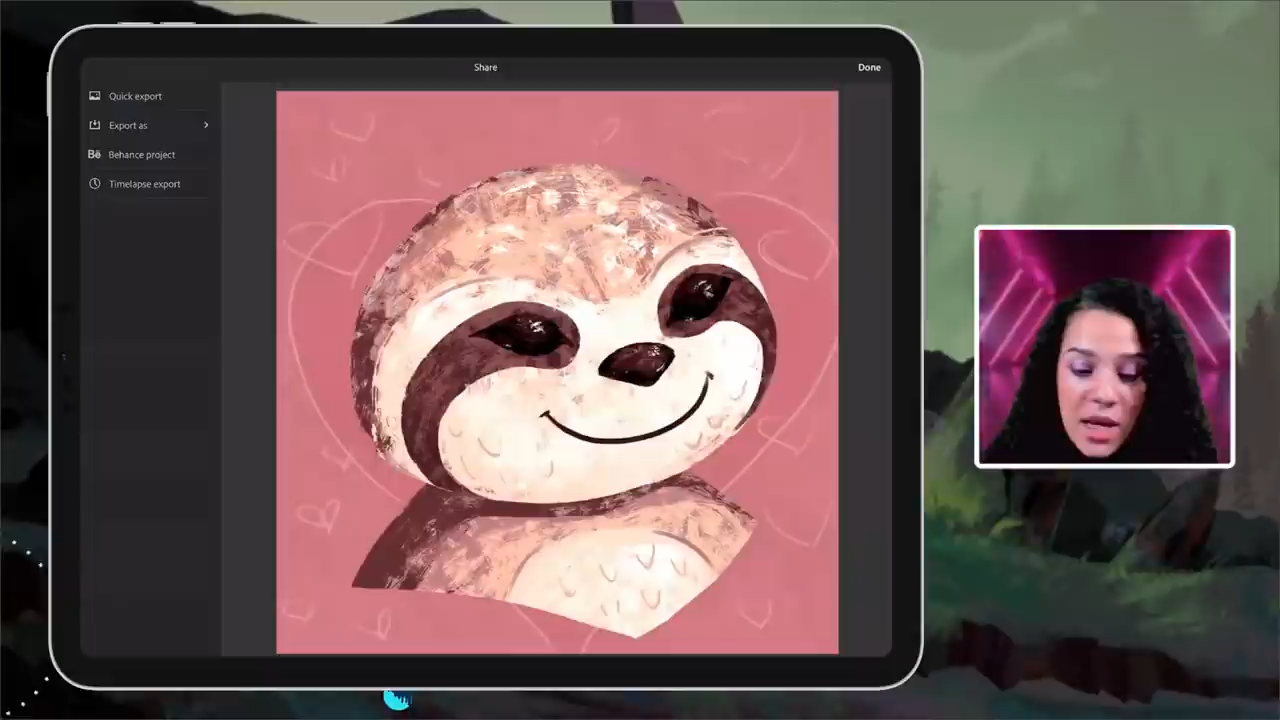 Share
Done
Quick export
Export as
Bē Behance project
Timelapse export